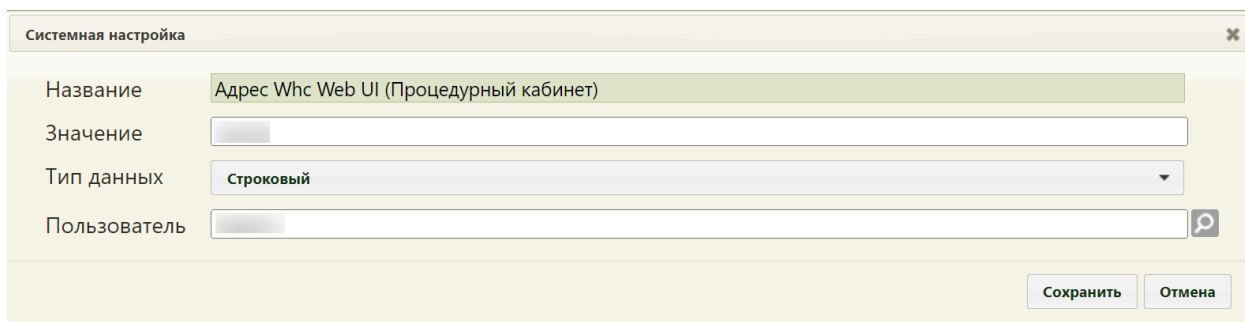 Системная настройка
Название Адрес Whc Web UI (Процедурный кабинет)
Значение
Тип данных Строковый
Пользователь
Сохранить Отмена